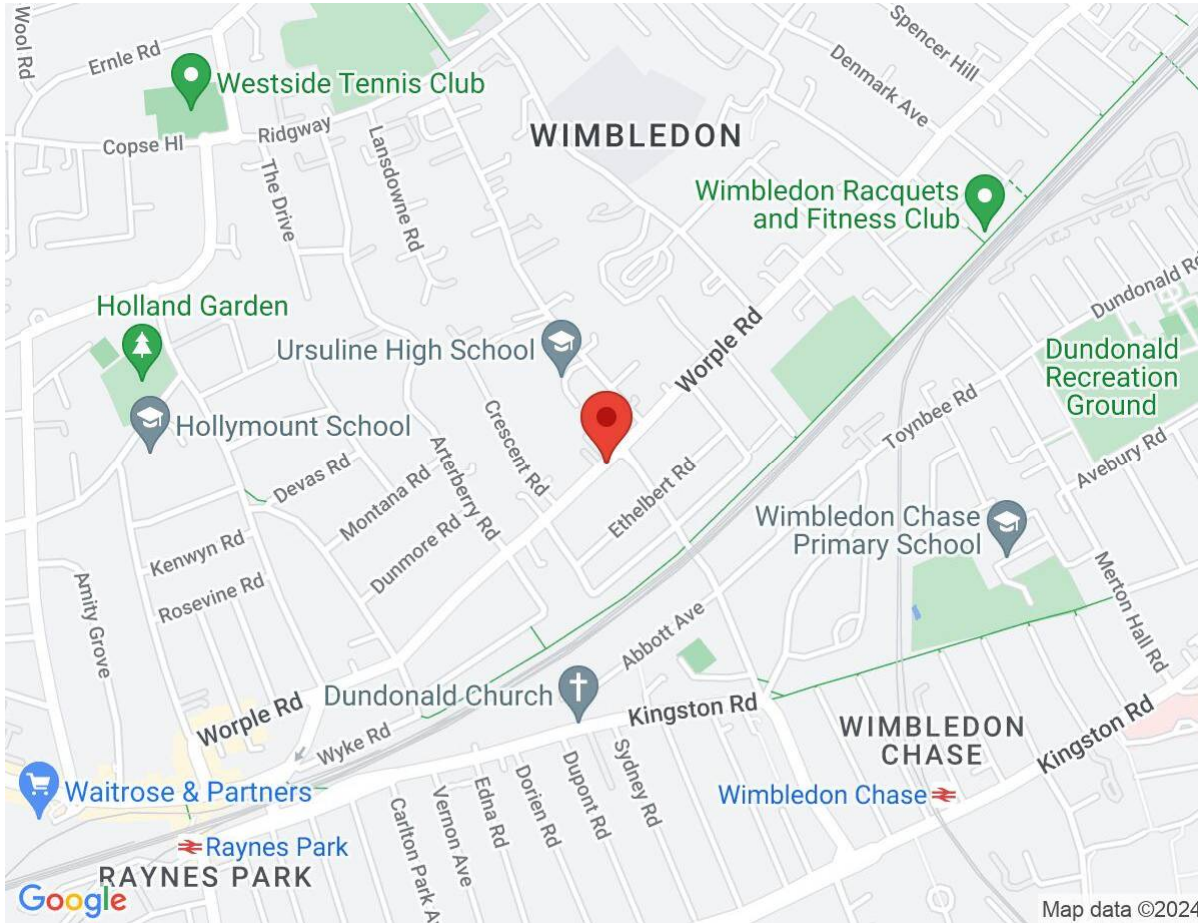 Wool Rd
Ernle Rd
Westside Tennis Club
Copse Hl
Ridgway
The Drive
Lansdowne Rd
WIMBLEDON
Spencer Hill
Denmark Ave
Wimbledon Racquets
and Fitness Club
Holland Garden
Ursuline High School
Worple Rd
Dundonald Rd
Dundonald
Recreation
Ground
Hollymount School
Crescent Rd
Arterberry Rd
Toynbee Rd
Avebury Rd
Devas Rd
Montana Rd
Ethelbert Rd
Wimbledon Chase
Primary School
Kenwyn Rd
Dunmore Rd
Rosevine Rd
Amity Grove
Merton Hall Rd
Abbott Ave
Dundonald Church
Kingston Rd
Worple Rd
Wyke Rd
WIMBLEDON
CHASE
Kingston Rd
Waitrose & Partners
Wimbledon Chase
Sydney Rd
Dupont Rd
Dorien Rd
Edna Rd
Vernon Ave
Carlton Park A
Raynes Park
RAYNES PARK
Google
Map data ©2024